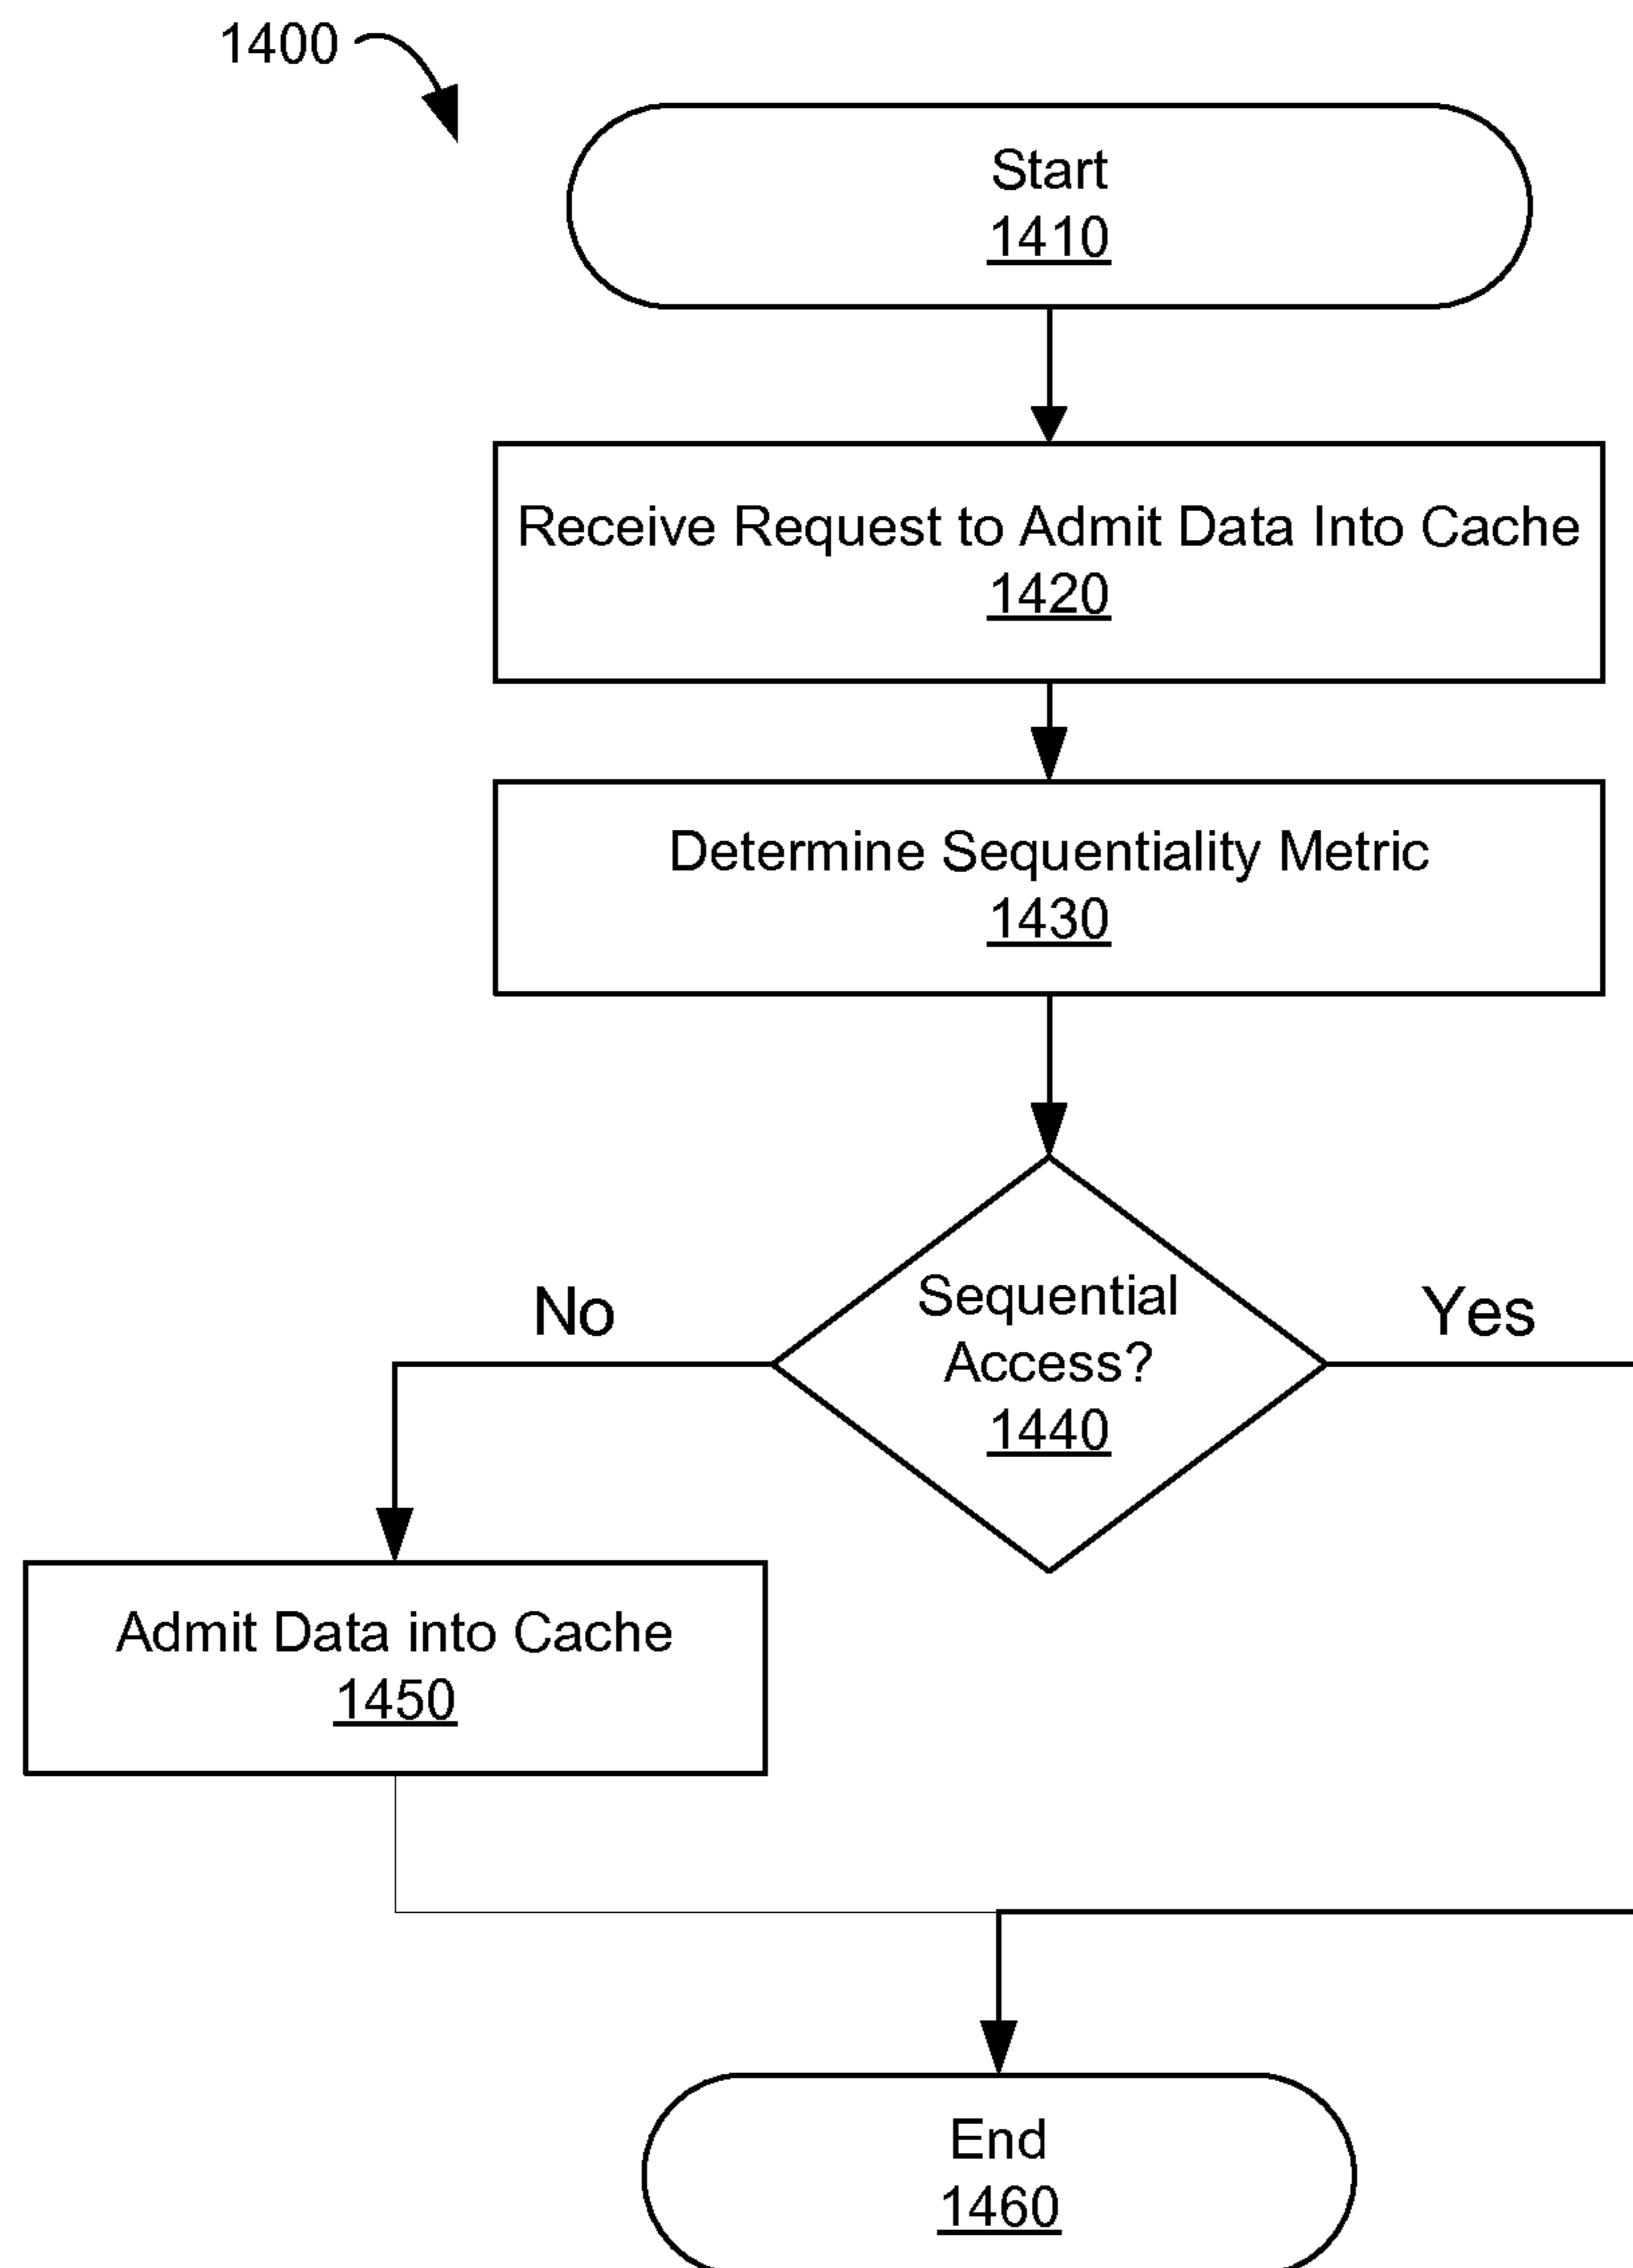 1400
Start
1410
Receive Request to Admit Data Into Cache
1420
Determine Sequentiality Metric
1430
Sequential
Access?
1440
No
Yes
Admit Data into Cache
1450
End
1460